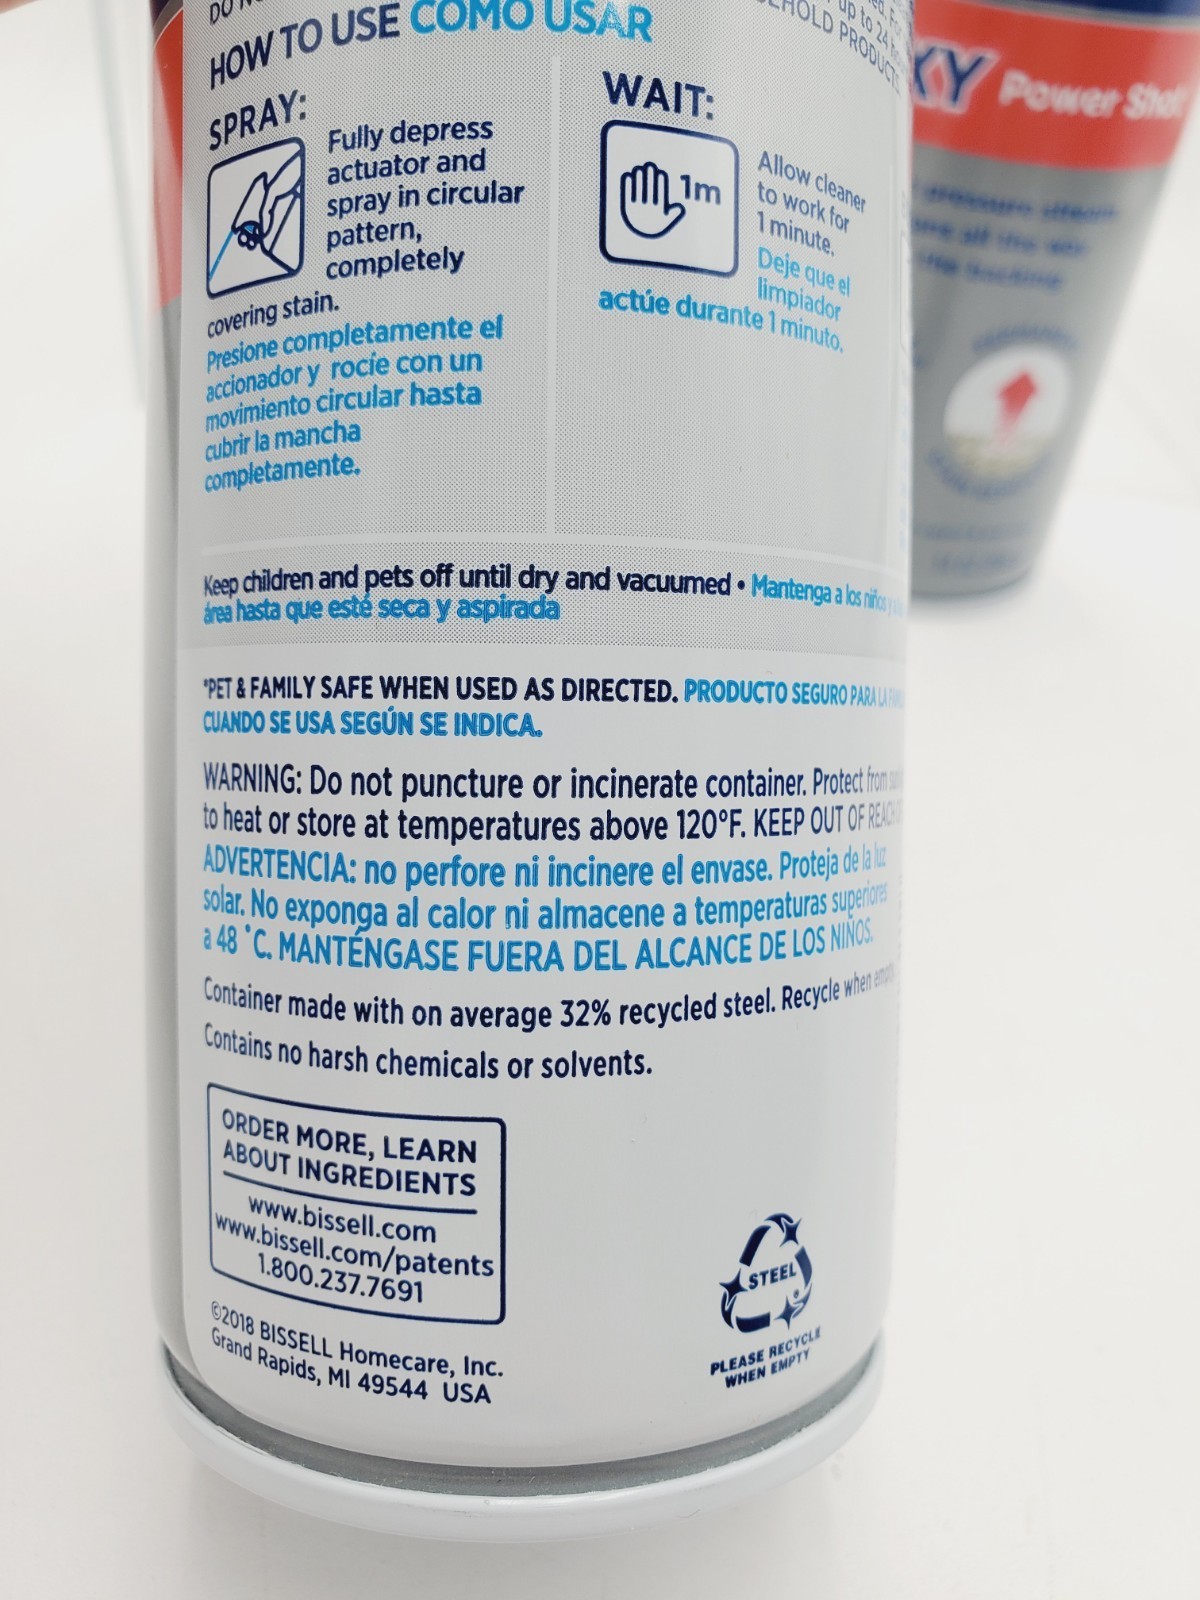 HOW TO USE COMO USAR
SPRAY:
Fully depress
actuator and
spray in circular
pattern,
completely
covering stain.
Presione completamente el
accionador y rocíe con un
movimiento circular hasta
cubrir la mancha
completamente.
WAIT:
1m
Allow cleaner
to work for
1 minute.
Deje que el
limpiador
actúe durante 1 minuto.
Keep children and pets off until dry and vacuumed • Mantenga a los niños y
área hasta que esté seca y aspirada
*PET & FAMILY SAFE WHEN USED AS DIRECTED. PRODUCTO SEGURO PARA LA
CUANDO SE USA SEGÚN SE INDICA.
WARNING: Do not puncture or incinerate container. Protect from
to heat or store at temperatures above 120°F. KEEP OUT OF REACH
ADVERTENCIA: no perfore ni incinere el envase. Proteja de la luz
solar. No exponga al calor ni almacene a temperaturas superiores
a 48 °C. MANTÉNGASE FUERA DEL ALCANCE DE LOS NIÑOS.
Container made with on average 32% recycled steel. Recycle when empty
Contains no harsh chemicals or solvents.
ORDER MORE, LEARN
ABOUT INGREDIENTS
www.bissell.com
www.bissell.com/patents
1.800.237.7691
©2018 BISSELL Homecare, Inc.
Grand Rapids, MI 49544 USA
STEEL
PLEASE RECYCLE
WHEN EMPTY
up to 24
HOUSEHOLD PRODUCTS
XY Power Shot